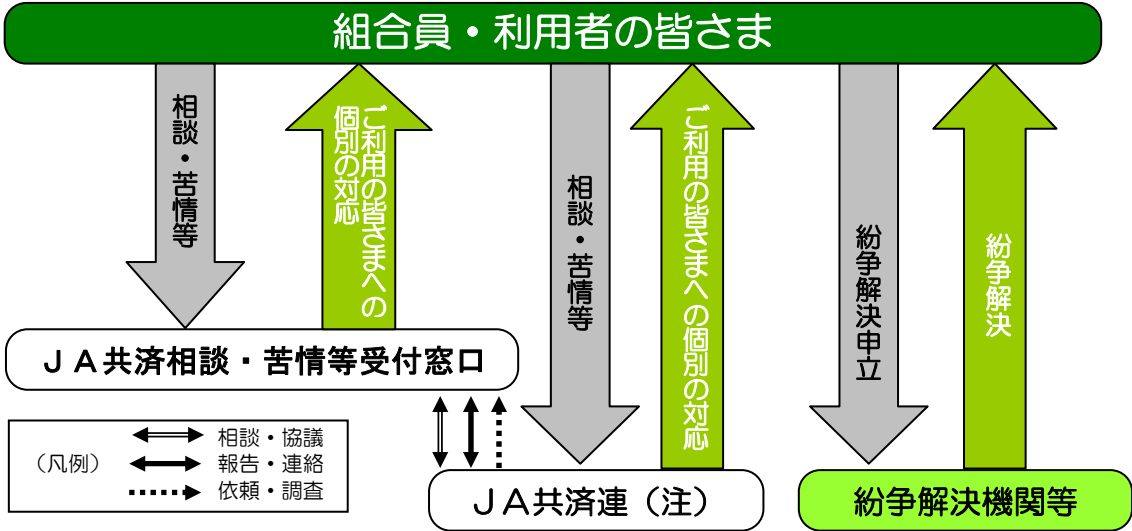 組合員・利用者の皆さま
相談・苦情等
ご利用の皆さまへの
個別の対応
相談・苦情等
ご利用の皆さまへの個別の対応
紛争解決申立
紛争解決
ＪＡ共済相談・苦情等受付窓口
（凡例）
相談・協議
報告・連絡
依頼・調査
ＪＡ共済連（注）
紛争解決機関等